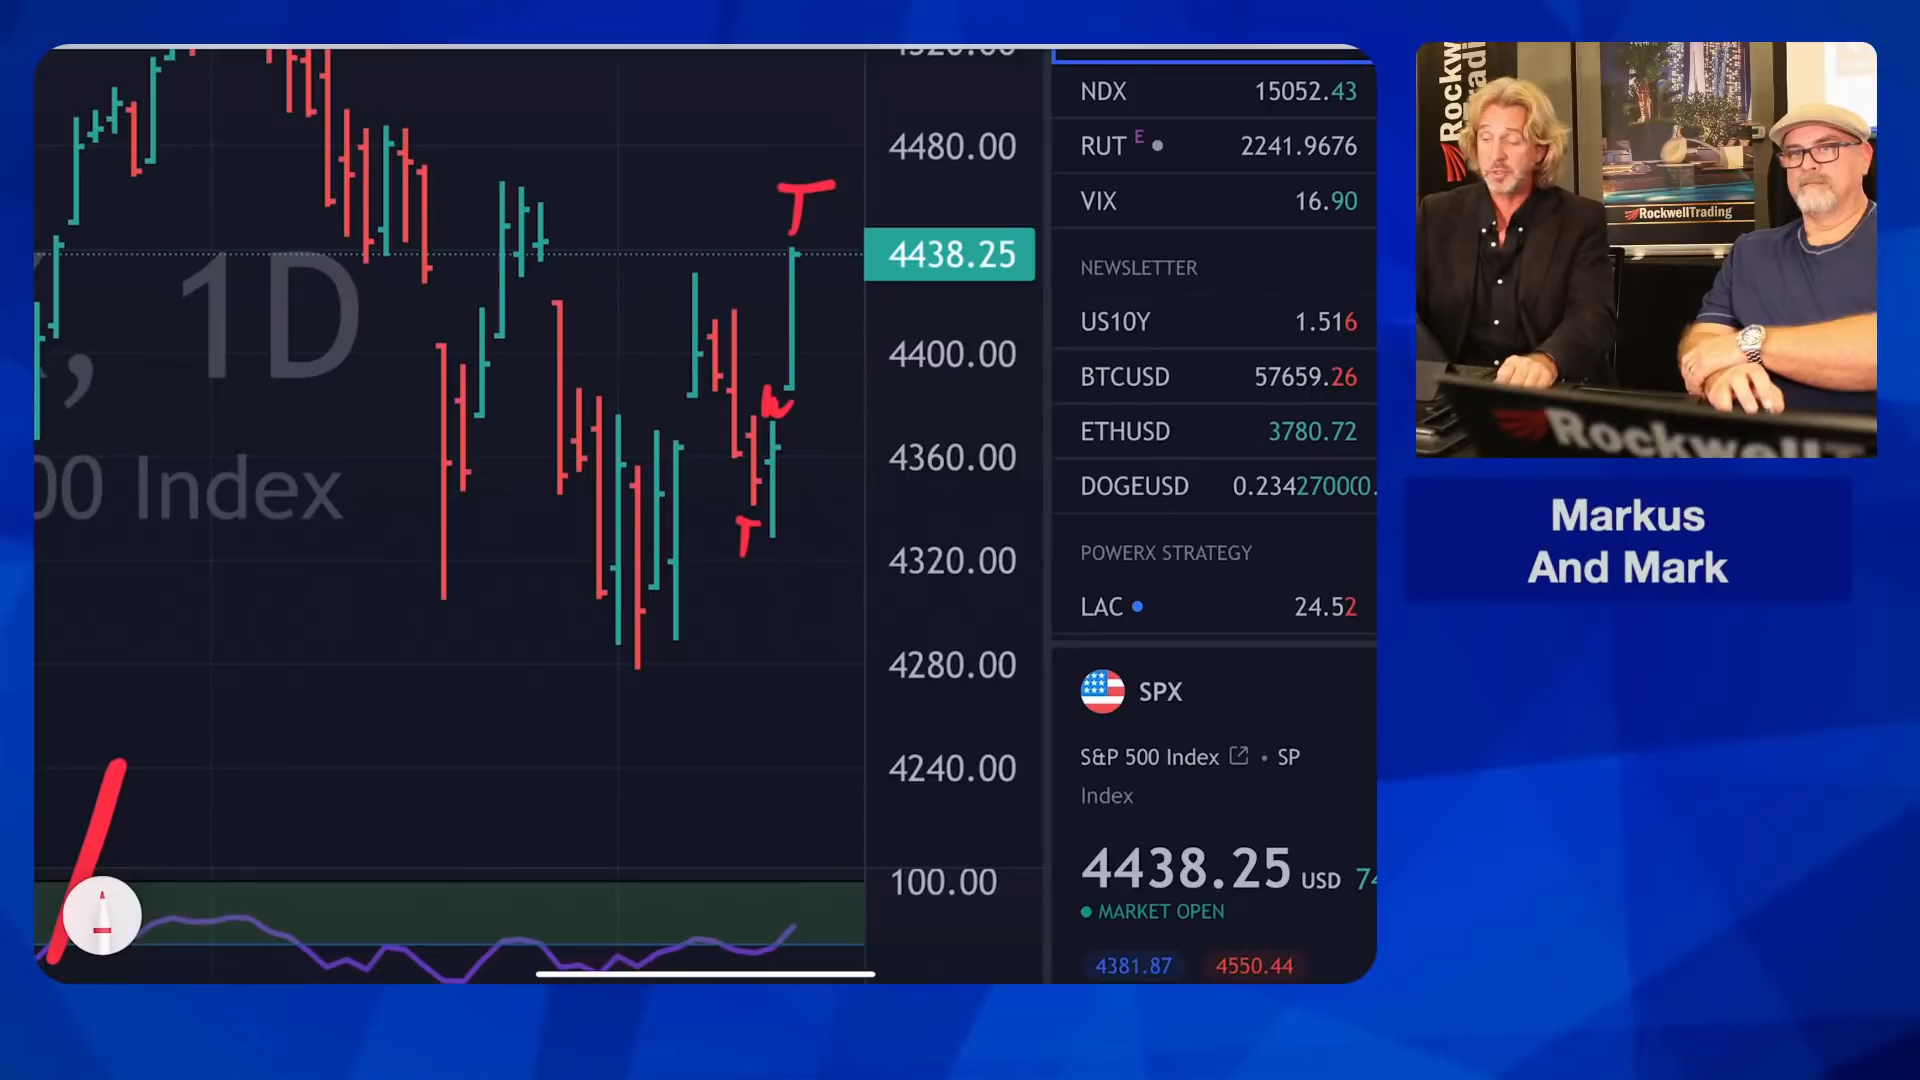 4480.00
4438.25
4400.00
4360.00
4320.00
4280.00
4240.00
100.00
, 1D
00 Index
T
W
T
T
NDX 15052.43
RUT E 2241.9676
VIX 16.90
NEWSLETTER
US10Y 1.516
BTCUSD 57659.26
ETHUSD 3780.72
DOGEUSD 0.23427000
POWERX STRATEGY
LAC 24.52
SPX
S&P 500 Index • SP
Index
4438.25 USD 74
MARKET OPEN
4381.87 4550.44
RockwellTrading
Markus
And Mark